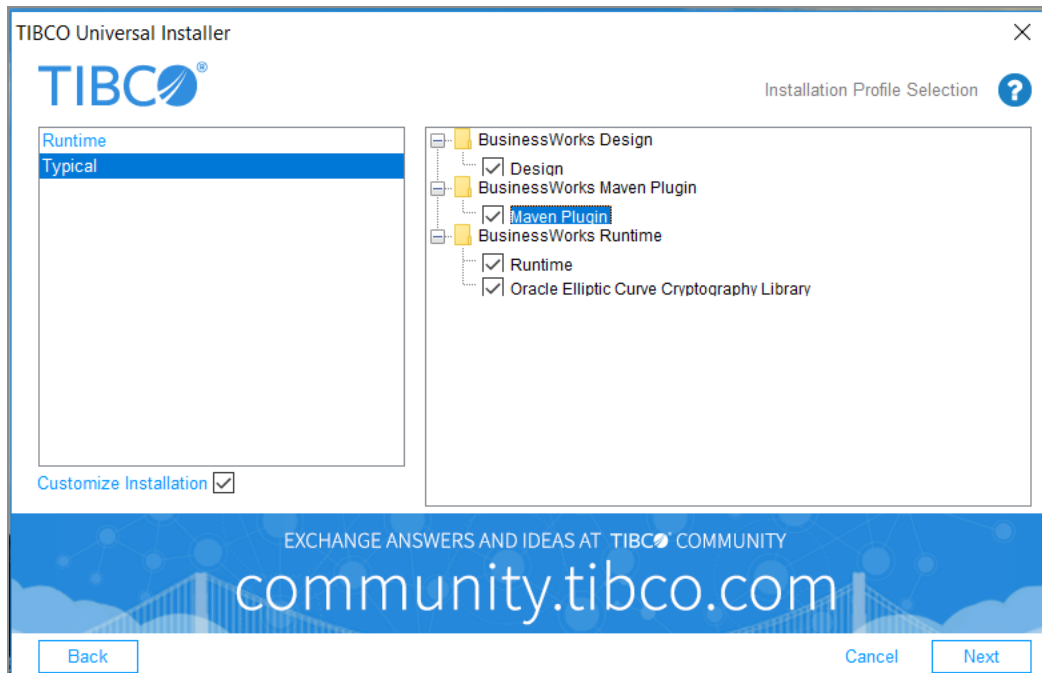 TIBCO Universal Installer
TIBCO®
Installation Profile Selection
?
Runtime
Typical
BusinessWorks Design
Design
BusinessWorks Maven Plugin
Maven Plugin
BusinessWorks Runtime
Runtime
Oracle Elliptic Curve Cryptography Library
Customize Installation
EXCHANGE ANSWERS AND IDEAS AT TIBCO® COMMUNITY
community.tibco.com
Back
Cancel
Next